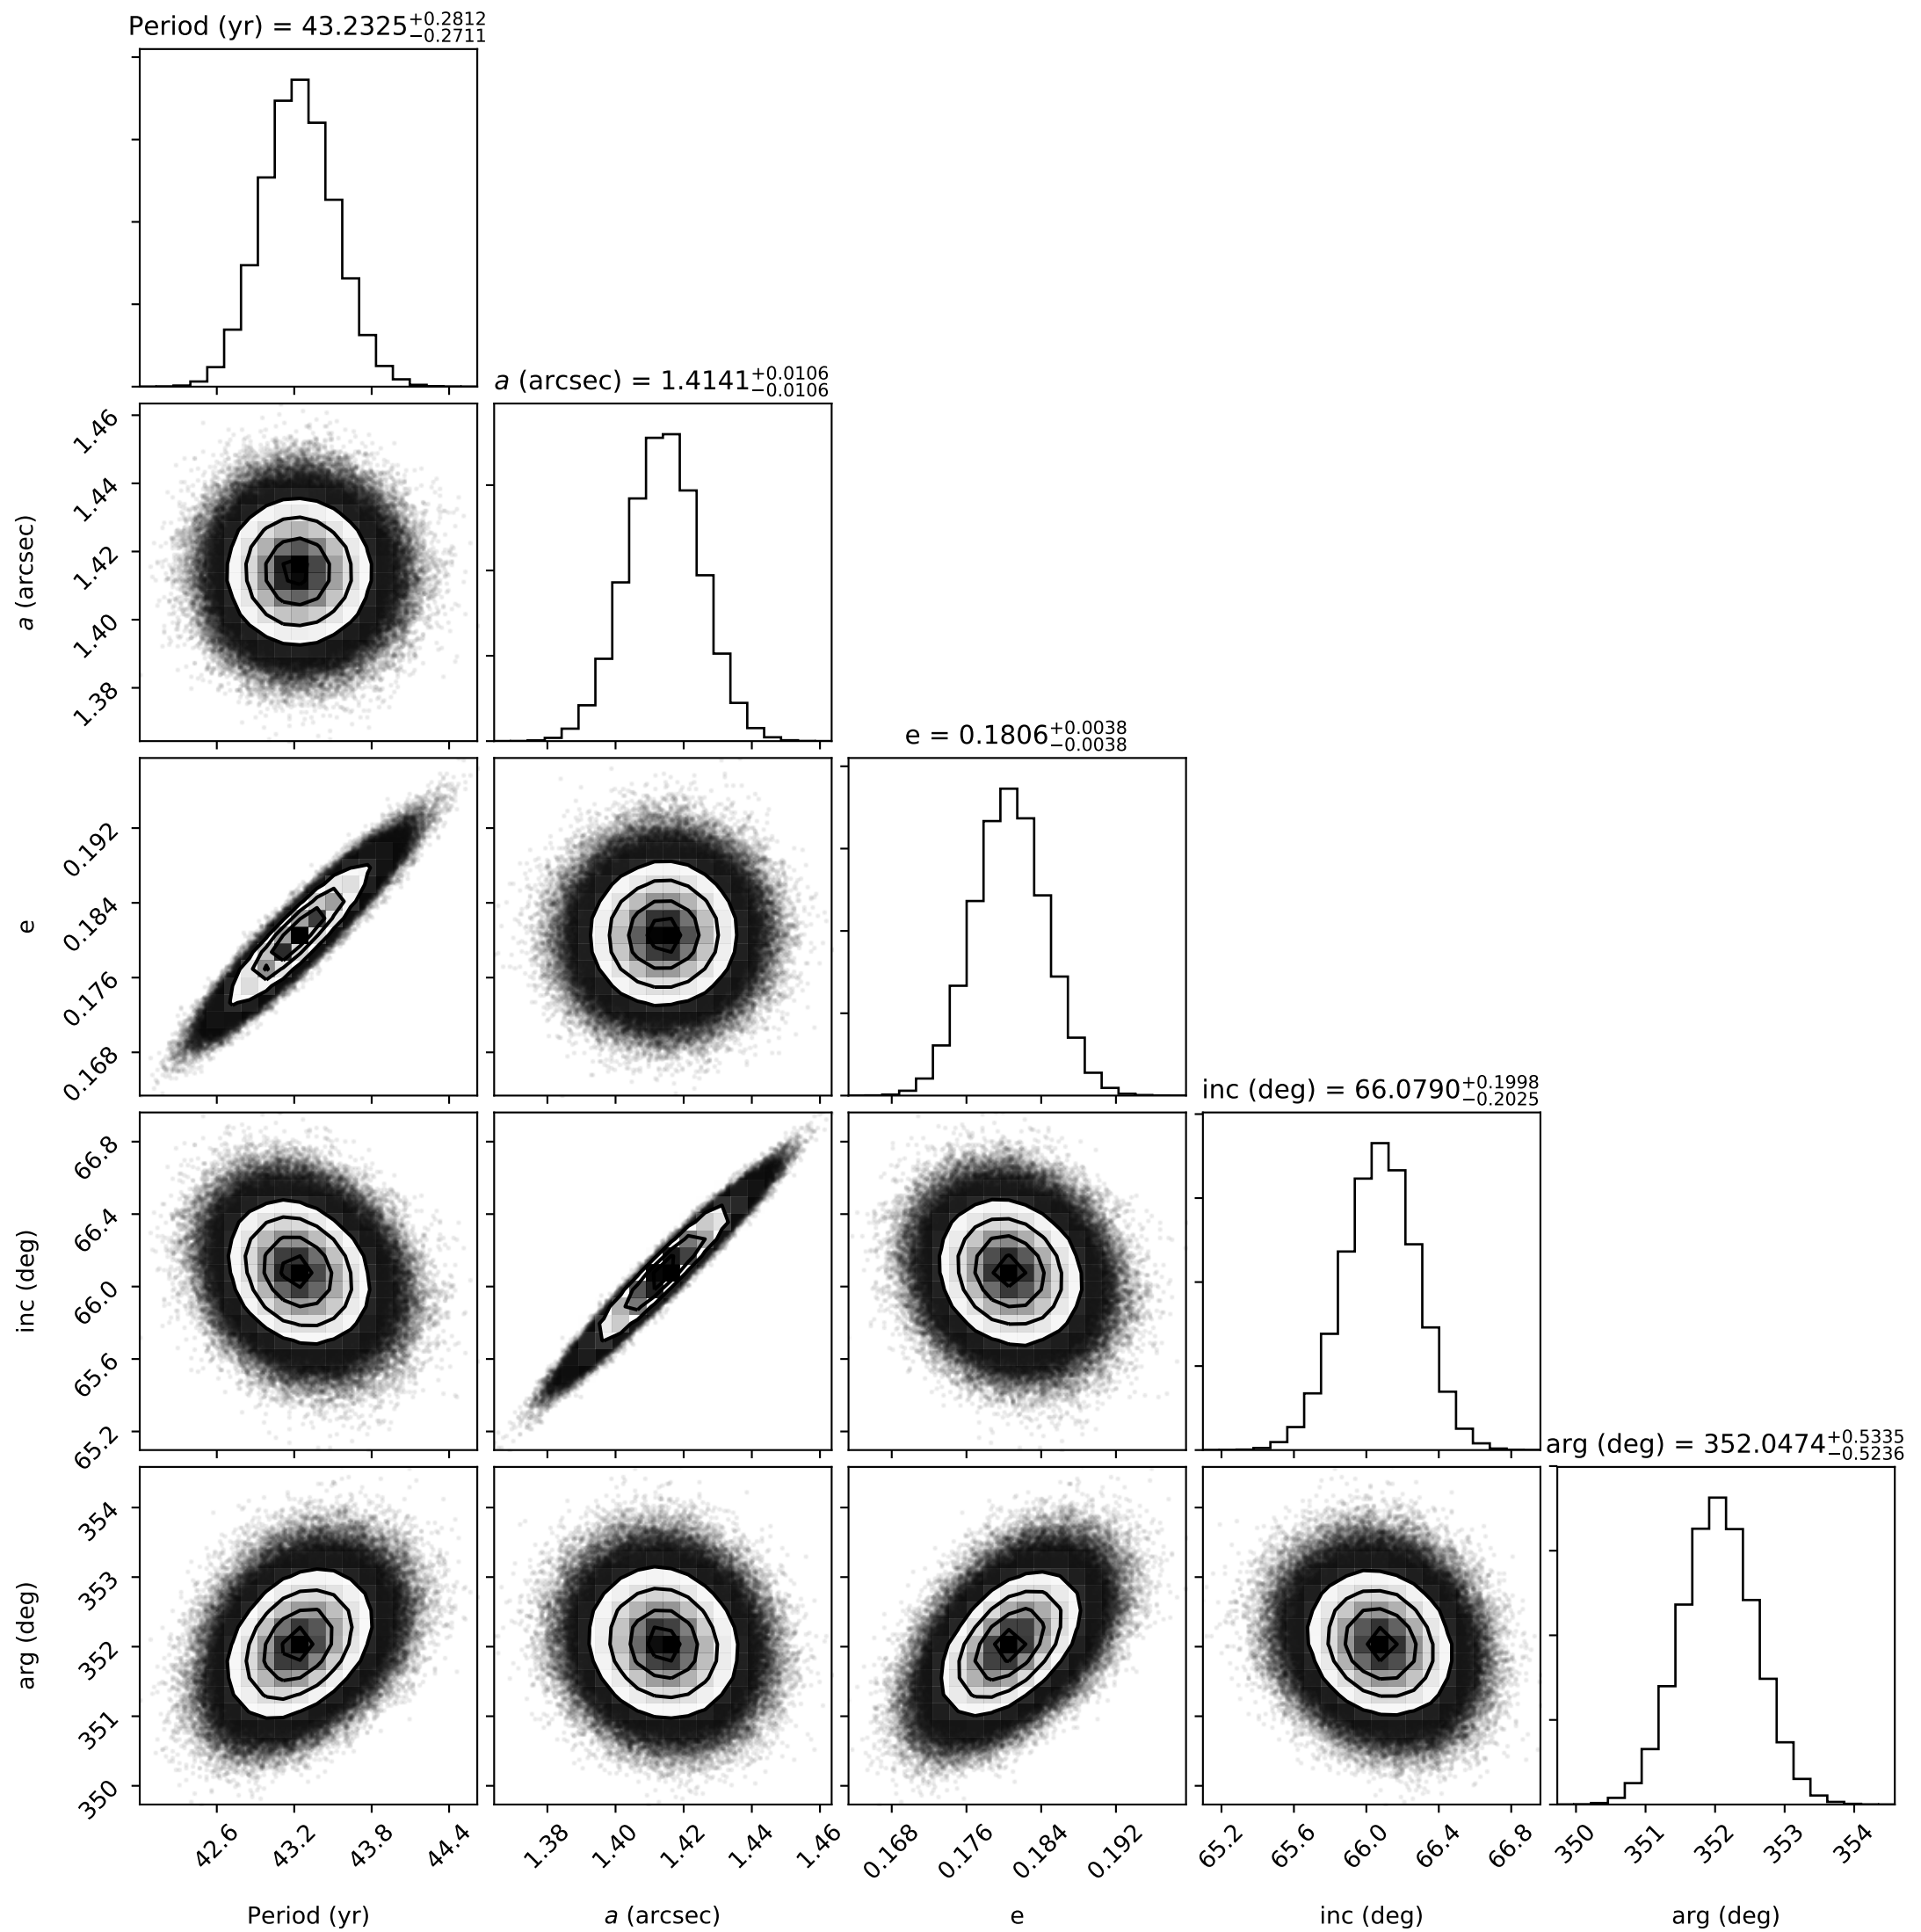 Period (yr) = 43.2325 +0.2812 −0.2711
a (arcsec) = 1.4141 +0.0106 −0.0106
1.46
1.44
1.42
1.40
1.38
a (arcsec)
e = 0.1806 +0.0038 −0.0038
0.192
0.184
0.176
0.168
e
inc (deg) = 66.0790 +0.1998 −0.2025
66.8
66.4
66.0
65.6
65.2
inc (deg)
arg (deg) = 352.0474 +0.5335 −0.5236
354
353
352
351
350
arg (deg)
42.6 43.2 43.8 44.4 1.38 1.40 1.42 1.44 1.46 0.168 0.176 0.184 0.192 65.2 65.6 66.0 66.4 66.8 350 351 352 353 354
Period (yr) a (arcsec) e inc (deg) arg (deg)